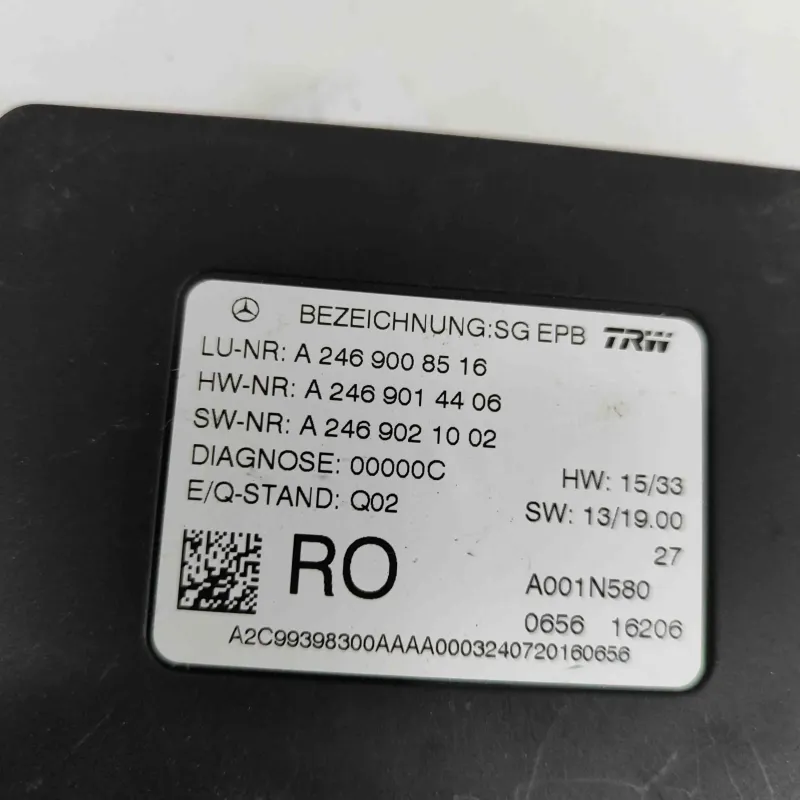 BEZEICHNUNG:SG EPB TRW
LU-NR: A 246 900 85 16
HW-NR: A 246 901 44 06
SW-NR: A 246 902 10 02
DIAGNOSE: 00000C HW: 15/33
E/Q-STAND: Q02 SW: 13/19.00
27
RO A001N580
0656 16206
A2C99398300AAAA0003240720160656